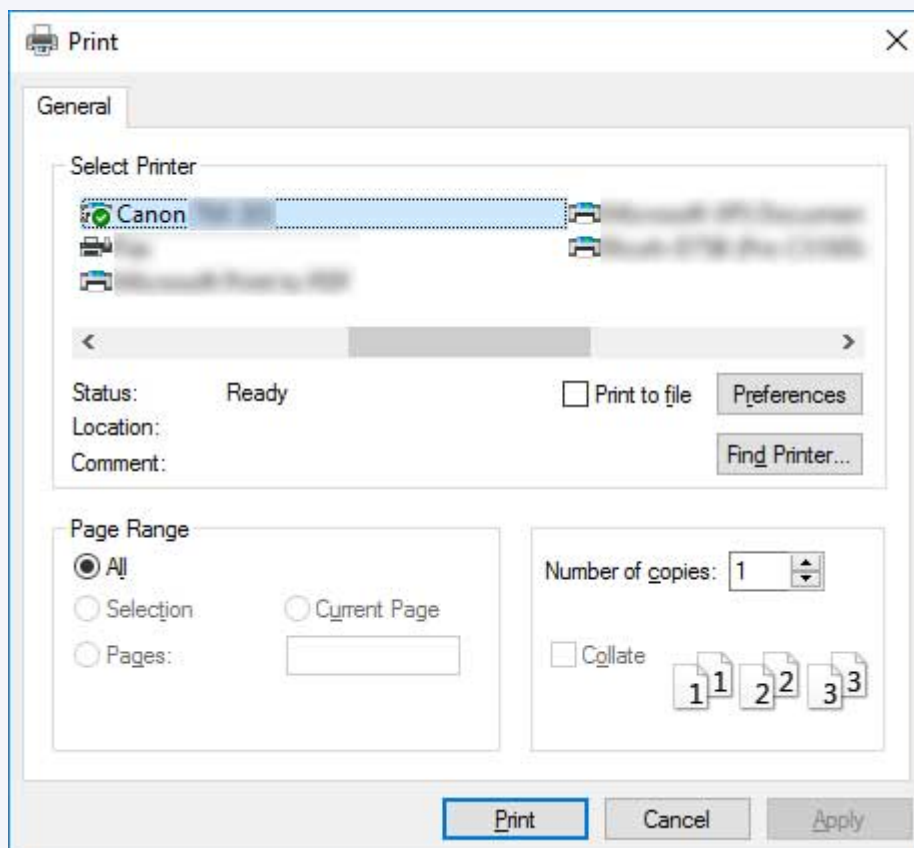 Print
General
Select Printer
Canon
Status: Ready
Print to file
Preferences
Location:
Comment:
Find Printer...
Page Range
All
Selection
Current Page
Pages:
Number of copies: 1
Collate
1 1 2 2 3 3
Print Cancel Apply